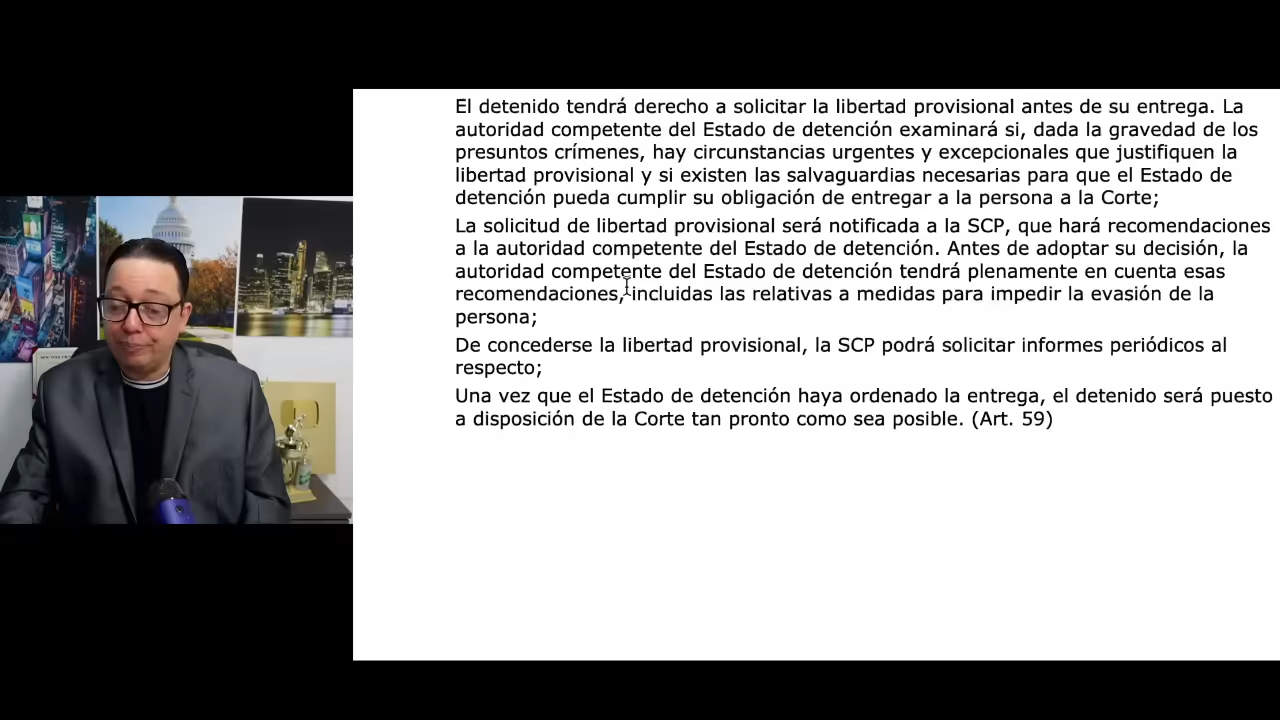 El detenido tendrá derecho a solicitar la libertad provisional antes de su entrega. La
autoridad competente del Estado de detención examinará si, dada la gravedad de los
presuntos crímenes, hay circunstancias urgentes y excepcionales que justifiquen la
libertad provisional y si existen las salvaguardias necesarias para que el Estado de
detención pueda cumplir su obligación de entregar a la persona a la Corte;
La solicitud de libertad provisional será notificada a la SCP, que hará recomendaciones
a la autoridad competente del Estado de detención. Antes de adoptar su decisión, la
autoridad competente del Estado de detención tendrá plenamente en cuenta esas
recomendaciones, incluidas las relativas a medidas para impedir la evasión de la
persona;
De concederse la libertad provisional, la SCP podrá solicitar informes periódicos al
respecto;
Una vez que el Estado de detención haya ordenado la entrega, el detenido será puesto
a disposición de la Corte tan pronto como sea posible. (Art. 59)